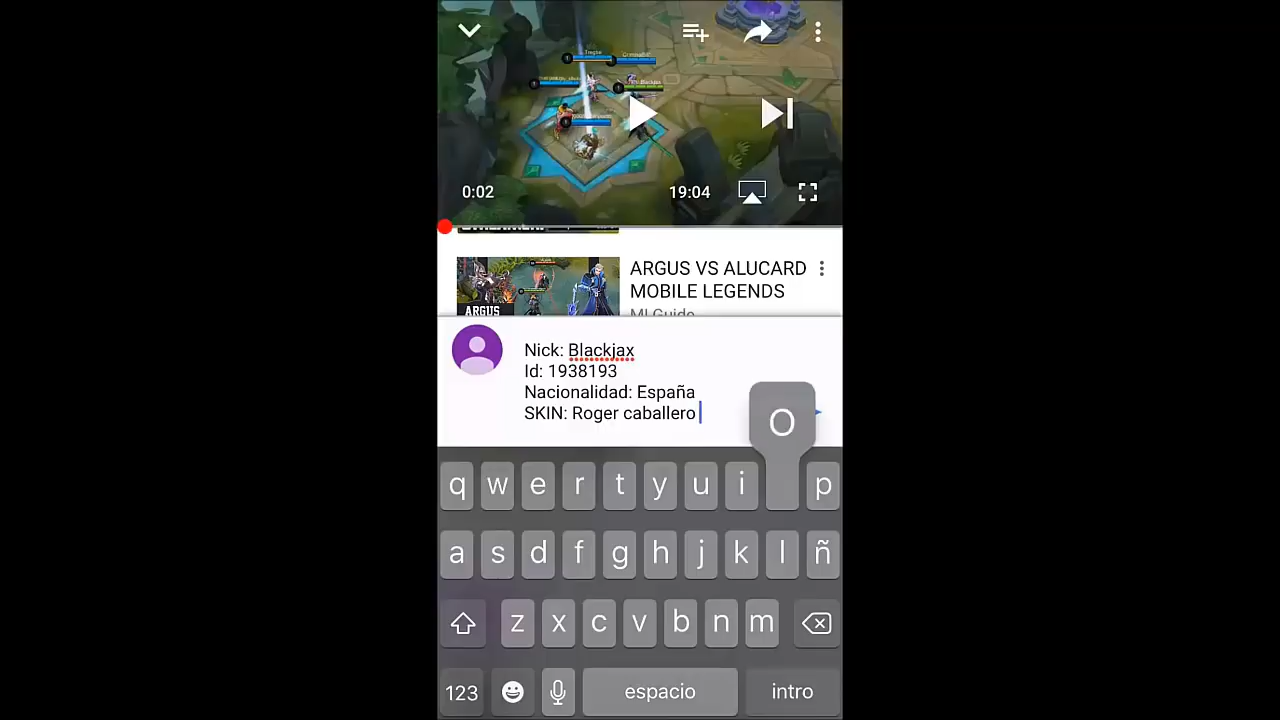 0:02
19:04
ARGUS VS ALUCARD
MOBILE LEGENDS
ARGUS
Nick: Blackjax
Id: 1938193
Nacionalidad: España
SKIN: Roger caballero
O
q w e r t y u i p
a s d f g h j k l ñ
z x c v b n m
123 espacio intro